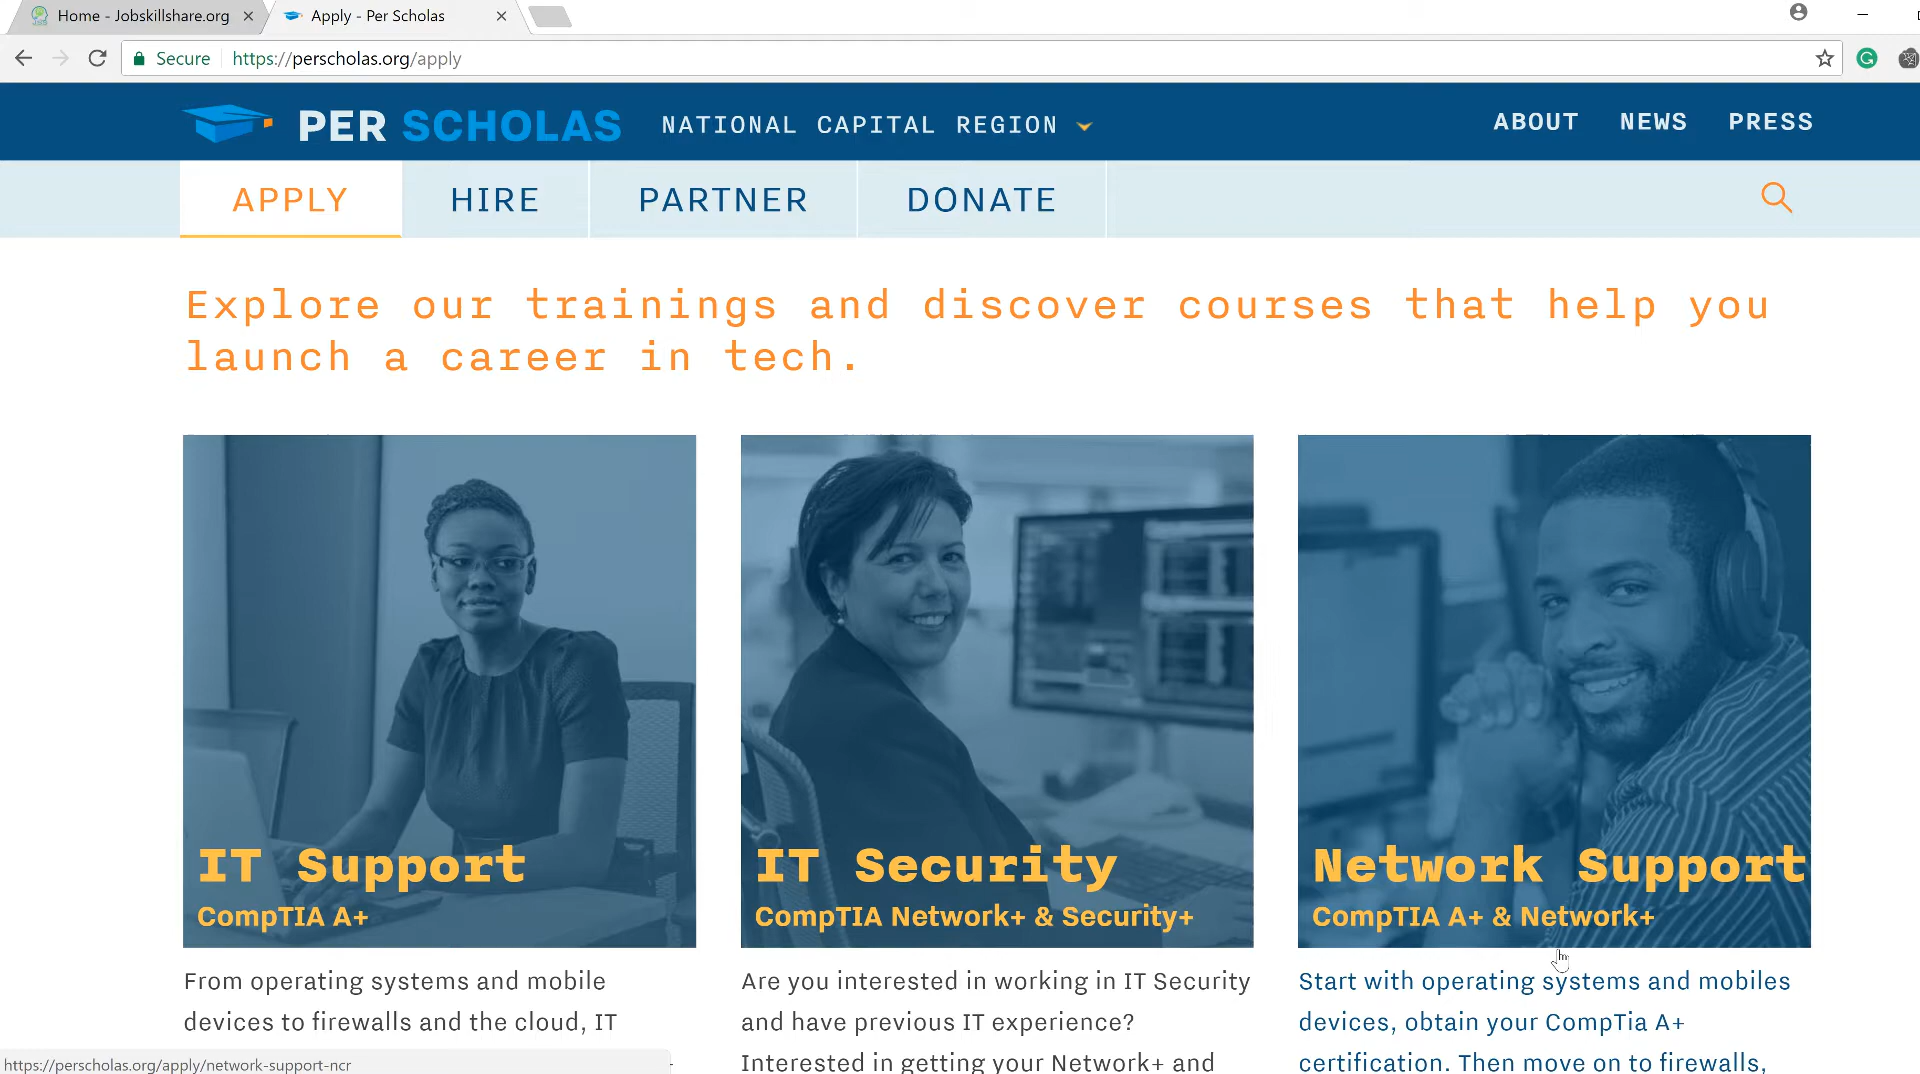 Home - Jobskillshare.org
Apply - Per Scholas
Secure https://perscholas.org/apply
PER SCHOLAS
NATIONAL CAPITAL REGION
ABOUT NEWS PRESS
APPLY HIRE PARTNER DONATE
Explore our trainings and discover courses that help you
launch a career in tech.
IT Support
CompTIA A+
From operating systems and mobile
devices to firewalls and the cloud, IT
IT Security
CompTIA Network+ & Security+
Are you interested in working in IT Security
and have previous IT experience?
Interested in getting your Network+ and
Network Support
CompTIA A+ & Network+
Start with operating systems and mobiles
devices, obtain your CompTia A+
certification. Then move on to firewalls,
https://perscholas.org/apply/network-support-ncr